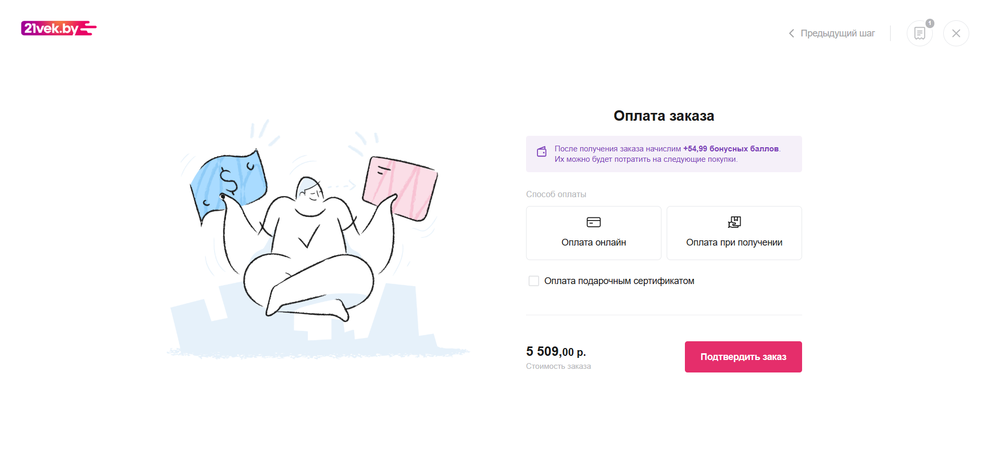 21vek.by
Предыдущий шаг
1
Оплата заказа
После получения заказа начислим +54,99 бонусных баллов.
Их можно будет потратить на следующие покупки.
Способ оплаты
Оплата онлайн
Оплата при получении
Оплата подарочным сертификатом
5 509,00 р.
Стоимость заказа
Подтвердить заказ